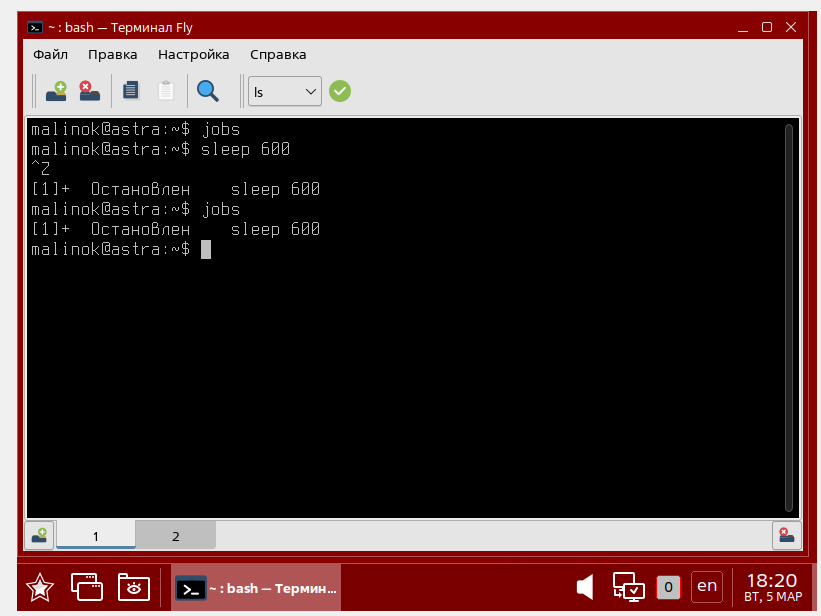 ~ : bash — Терминал Fly
Файл Правка Настройка Справка
ls
malinok@astra:~$ jobs
malinok@astra:~$ sleep 600
^Z
[1]+  Остановлен    sleep 600
malinok@astra:~$ jobs
[1]+  Остановлен    sleep 600
malinok@astra:~$
1 2
~ : bash — Термин...
0
en
18:20
ВТ, 5 МАР